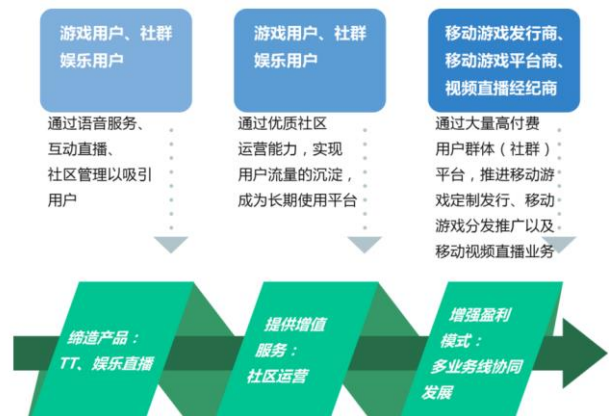 游戏用户、社群
娱乐用户
游戏用户、社群
娱乐用户
移动游戏发行商、
移动游戏平台商、
视频直播经纪商
通过语音服务、
互动直播、
社区管理以吸引
用户
通过优质社区
运营能力，实现
用户流量的沉淀，
成为长期使用平台
通过大量高付费
用户群体（社群）
平台，推进移动游
戏定制发行、移动
游戏分发推广以及
移动视频直播业务
缔造产品：
TT、娱乐直播
提供增值
服务：
社区运营
增强盈利
模式：
多业务线协同
发展